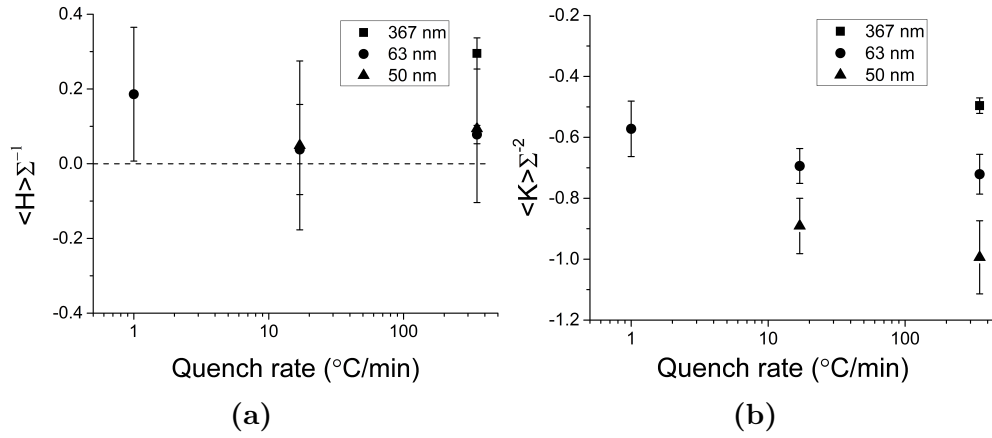 0.4
0.2
0.0
-0.2
-0.4
<H>Σ⁻¹
367 nm
63 nm
50 nm
1
10
100
Quench rate (°C/min)
(a)
-0.2
-0.4
-0.6
-0.8
-1.0
-1.2
<K>Σ⁻²
367 nm
63 nm
50 nm
1
10
100
Quench rate (°C/min)
(b)